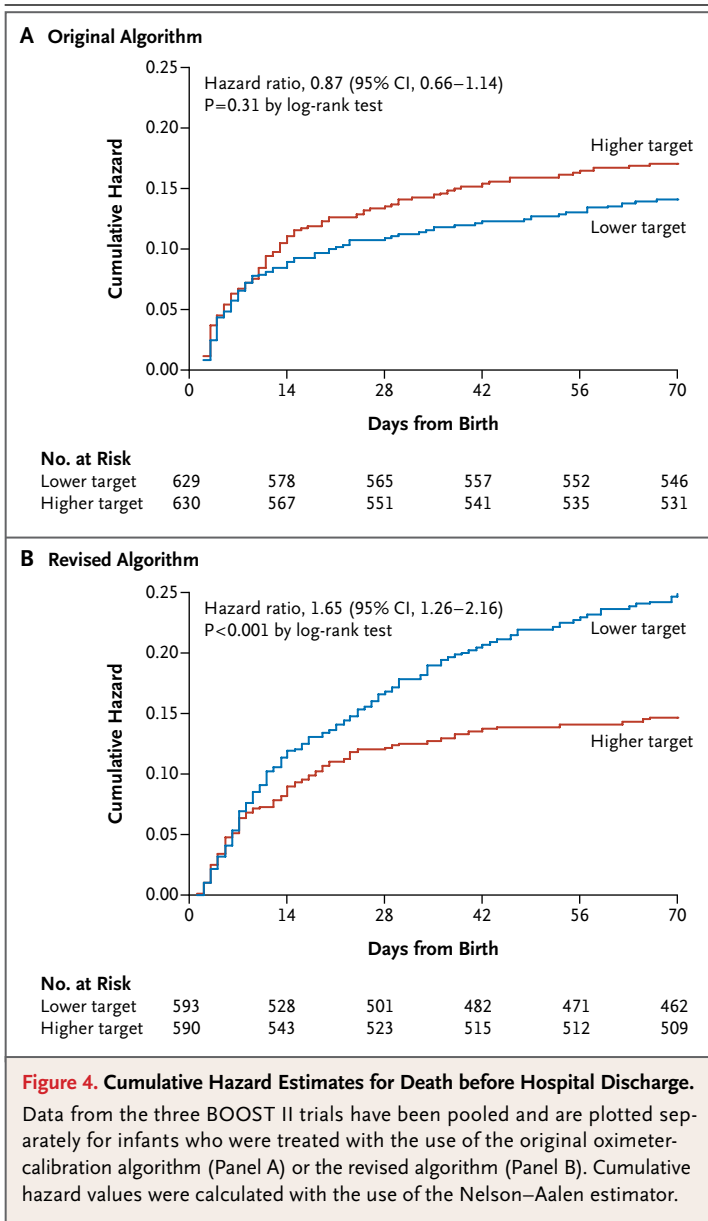 A Original Algorithm
0.25
0.20
0.15
0.10
0.05
0.00
Cumulative Hazard
Hazard ratio, 0.87 (95% CI, 0.66–1.14)
P=0.31 by log-rank test
Higher target
Lower target
0 14 28 42 56 70
Days from Birth
No. at Risk
Lower target 629 578 565 557 552 546
Higher target 630 567 551 541 535 531
B Revised Algorithm
0.25
0.20
0.15
0.10
0.05
0.00
Cumulative Hazard
Hazard ratio, 1.65 (95% CI, 1.26–2.16)
P<0.001 by log-rank test
Lower target
Higher target
0 14 28 42 56 70
Days from Birth
No. at Risk
Lower target 593 528 501 482 471 462
Higher target 590 543 523 515 512 509
Figure 4. Cumulative Hazard Estimates for Death before Hospital Discharge.
Data from the three BOOST II trials have been pooled and are plotted sep-
arately for infants who were treated with the use of the original oximeter-
calibration algorithm (Panel A) or the revised algorithm (Panel B). Cumulative
hazard values were calculated with the use of the Nelson–Aalen estimator.